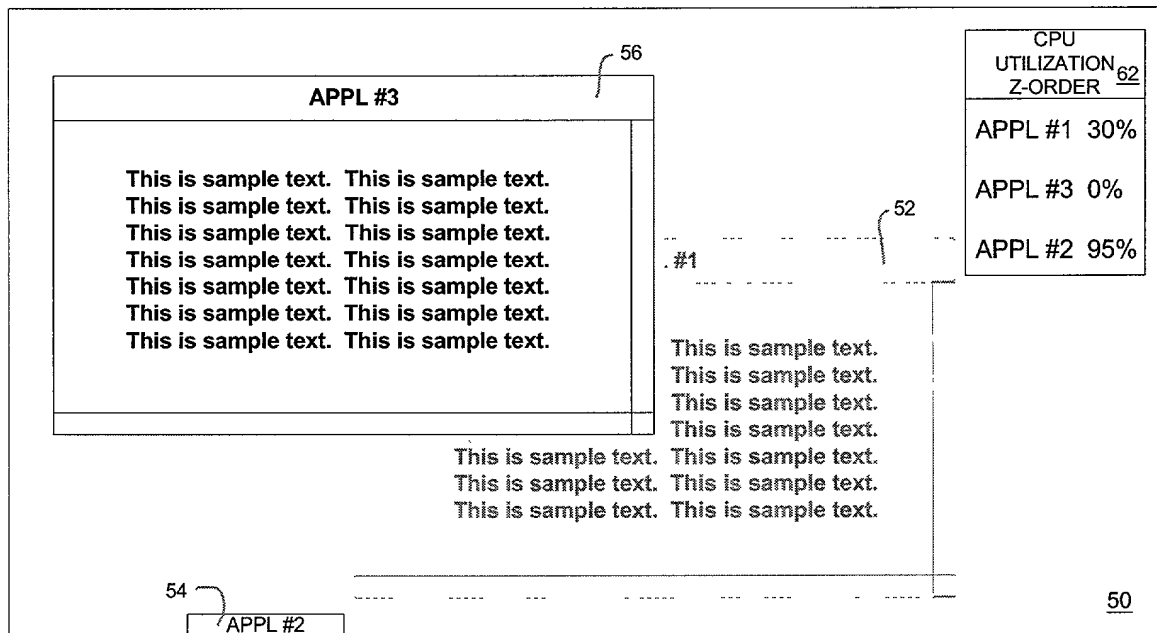 56
CPU
UTILIZATION 62
Z-ORDER
APPL #3
APPL #1 30%
APPL #3 0%
APPL #2 95%
This is sample text. This is sample text.
This is sample text. This is sample text.
This is sample text. This is sample text.
This is sample text. This is sample text.
This is sample text. This is sample text.
This is sample text. This is sample text.
This is sample text. This is sample text.
52
. #1
This is sample text.
This is sample text.
This is sample text.
This is sample text.
This is sample text. This is sample text.
This is sample text. This is sample text.
This is sample text. This is sample text.
54
APPL #2
50